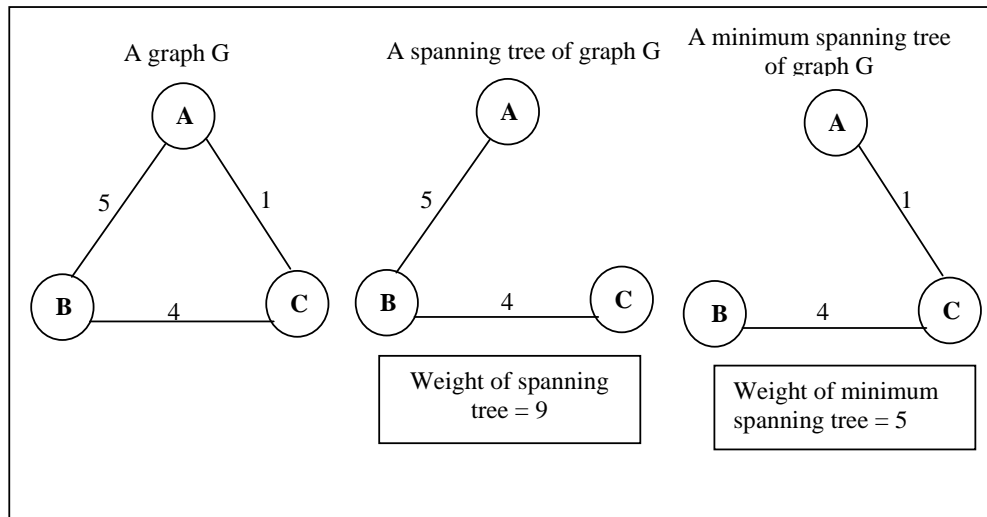 A graph G
A
5
1
B
4
C
A spanning tree of graph G
A
5
B
4
C
Weight of spanning
tree = 9
A minimum spanning tree
of graph G
A
1
B
4
C
Weight of minimum
spanning tree = 5